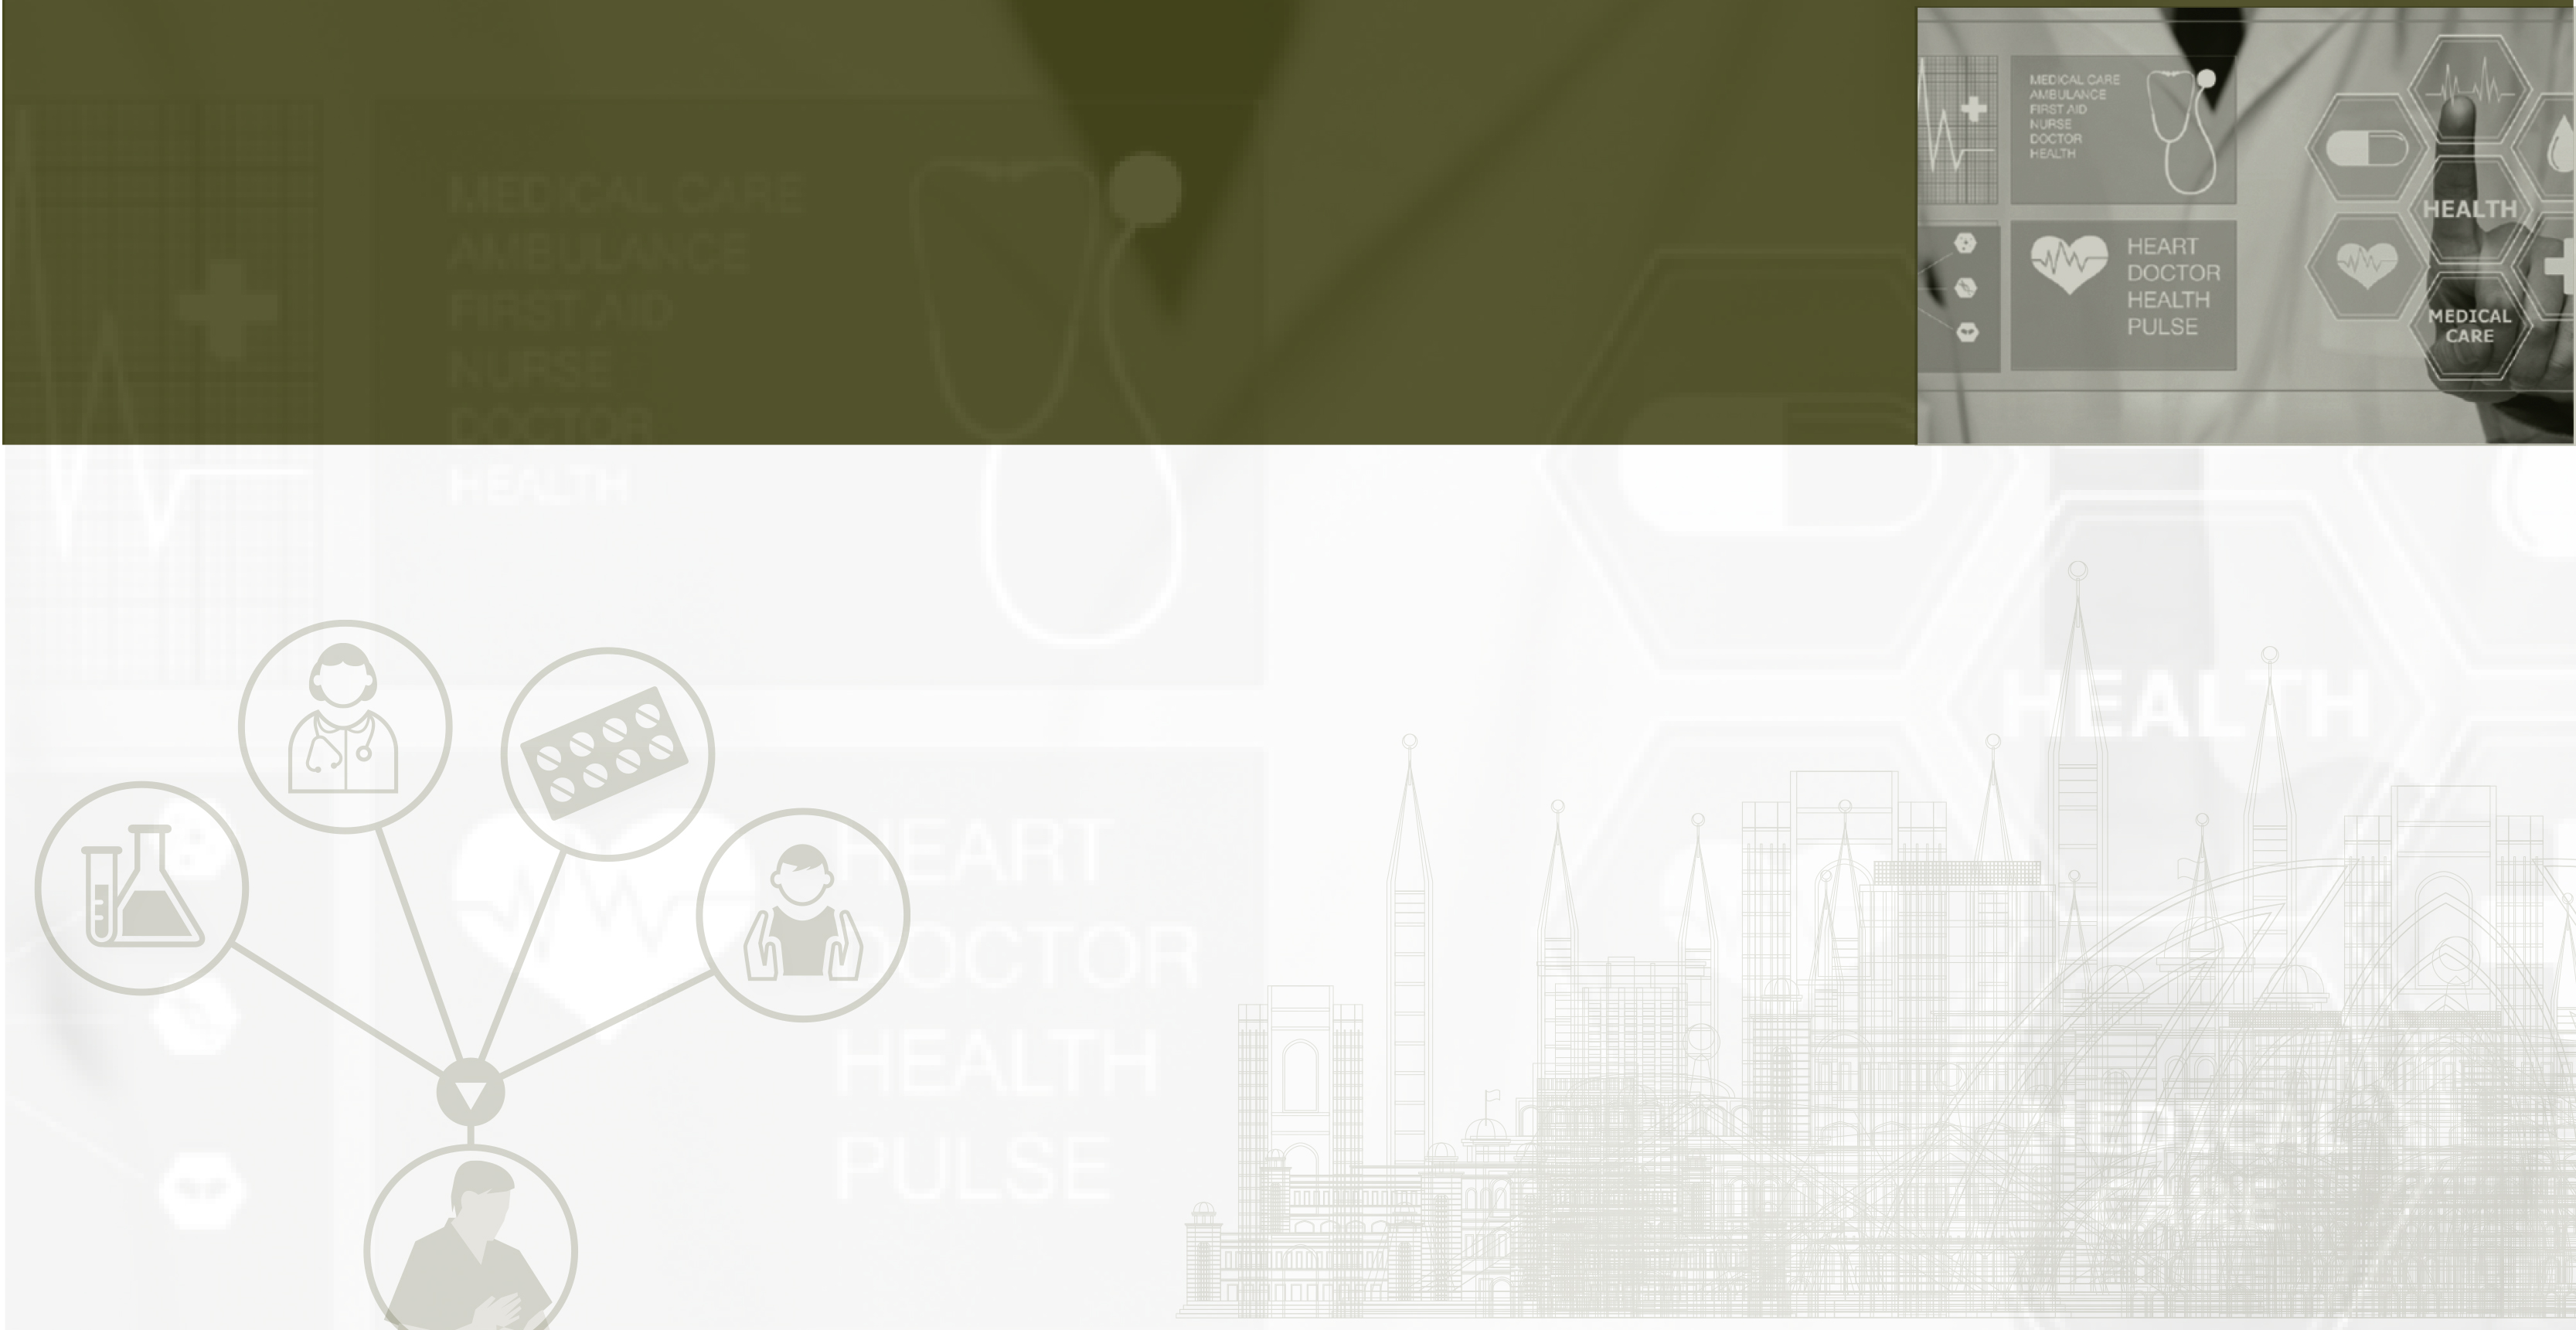 MEDICAL CARE
AMBULANCE
FIRST AID
NURSE
DOCTOR
HEALTH
HEART
DOCTOR
HEALTH
PULSE
HEALTH
MEDICAL
CARE
MEDICAL CARE
AMBULANCE
FIRST AID
NURSE
DOCTOR
HEALTH
HEALTH
HEART
DOCTOR
HEALTH
PULSE